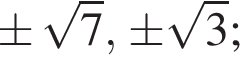 ± √7, ±√3;